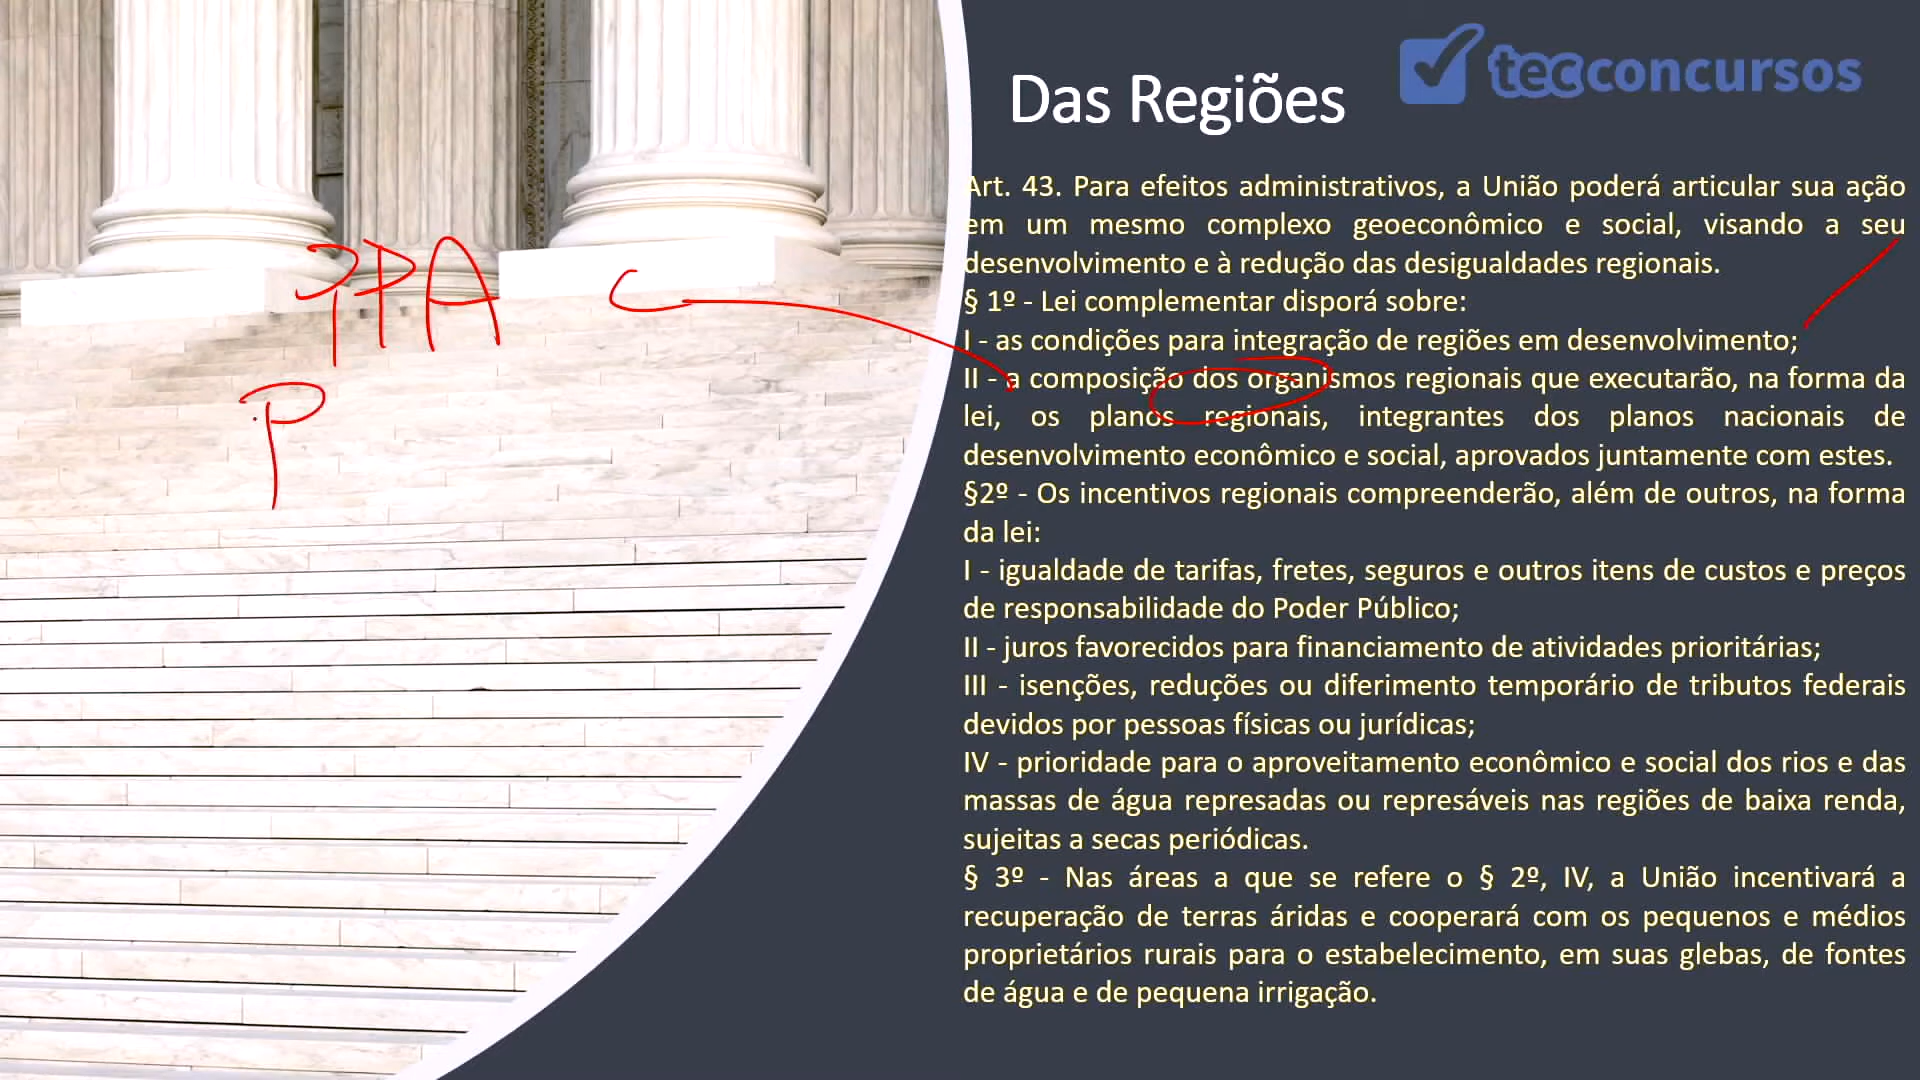 tecconcursos
Das Regiões
Art. 43. Para efeitos administrativos, a União poderá articular sua ação
em um mesmo complexo geoeconômico e social, visando a seu
desenvolvimento e à redução das desigualdades regionais.
§ 1º - Lei complementar disporá sobre:
I - as condições para integração de regiões em desenvolvimento;
II - a composição dos organismos regionais que executarão, na forma da
lei, os planos regionais, integrantes dos planos nacionais de
desenvolvimento econômico e social, aprovados juntamente com estes.
§2º - Os incentivos regionais compreenderão, além de outros, na forma
da lei:
I - igualdade de tarifas, fretes, seguros e outros itens de custos e preços
de responsabilidade do Poder Público;
II - juros favorecidos para financiamento de atividades prioritárias;
III - isenções, reduções ou diferimento temporário de tributos federais
devidos por pessoas físicas ou jurídicas;
IV - prioridade para o aproveitamento econômico e social dos rios e das
massas de água represadas ou represáveis nas regiões de baixa renda,
sujeitas a secas periódicas.
§ 3º - Nas áreas a que se refere o § 2º, IV, a União incentivará a
recuperação de terras áridas e cooperará com os pequenos e médios
proprietários rurais para o estabelecimento, em suas glebas, de fontes
de água e de pequena irrigação.
PPA
P